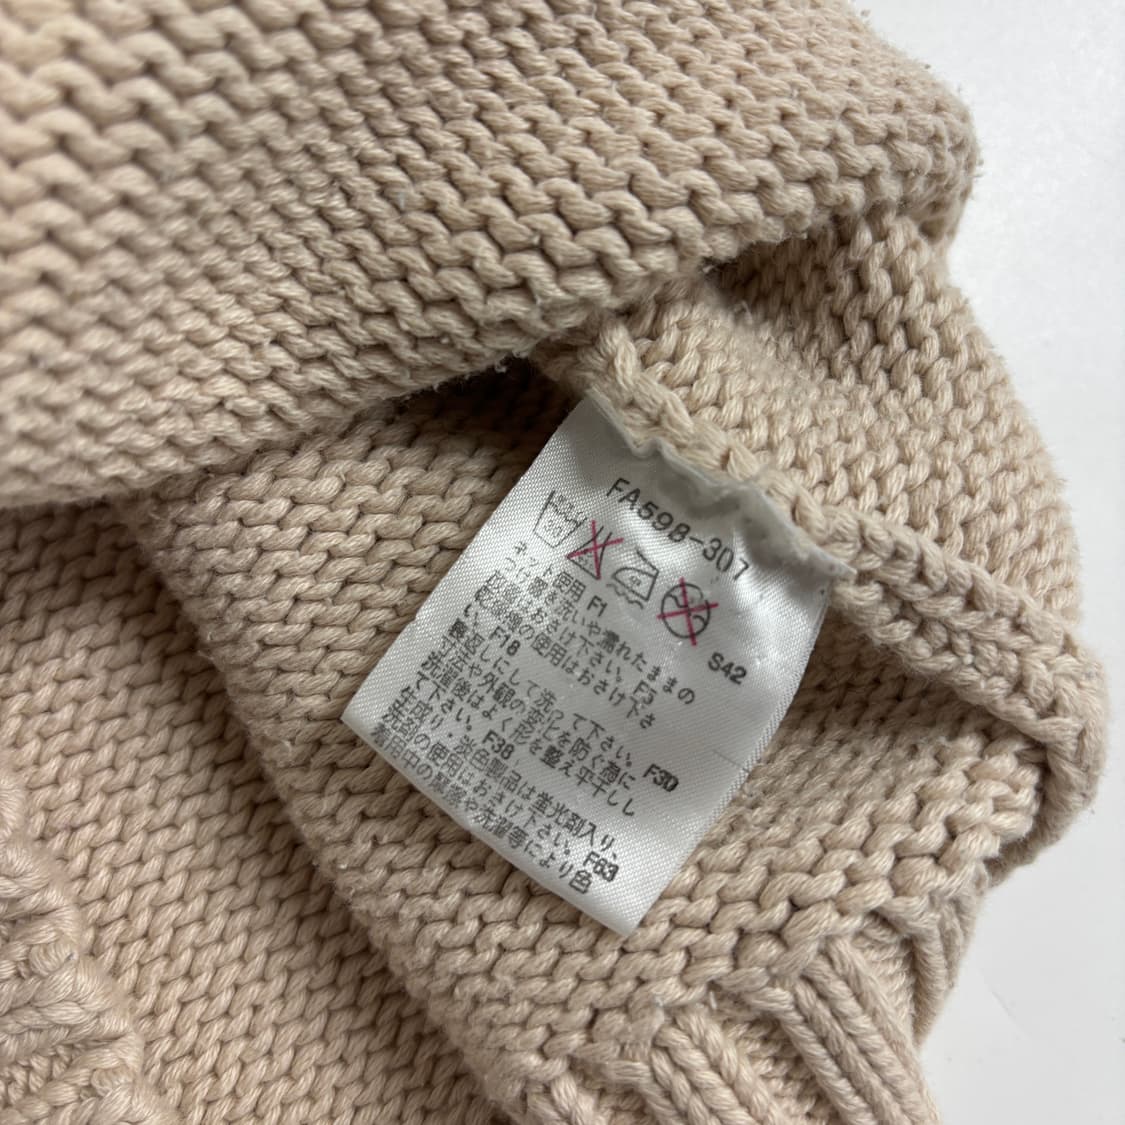 FA598-307
30
S42
ネット使用 F1
つけ置き洗いや濡れたままの
放置はおさけ下さい。F5
乾燥機の使用はおさけ下さ
い。F18
裏返しにして洗って下さい。 F30
寸法や外観の変化を防ぐ為に
洗濯後はよく形を整え平干しし
て下さい。 F38
生成り・淡色製品は蛍光剤入り
洗剤の使用はおさけ下さい。F63
着用中の摩擦や洗濯等により色